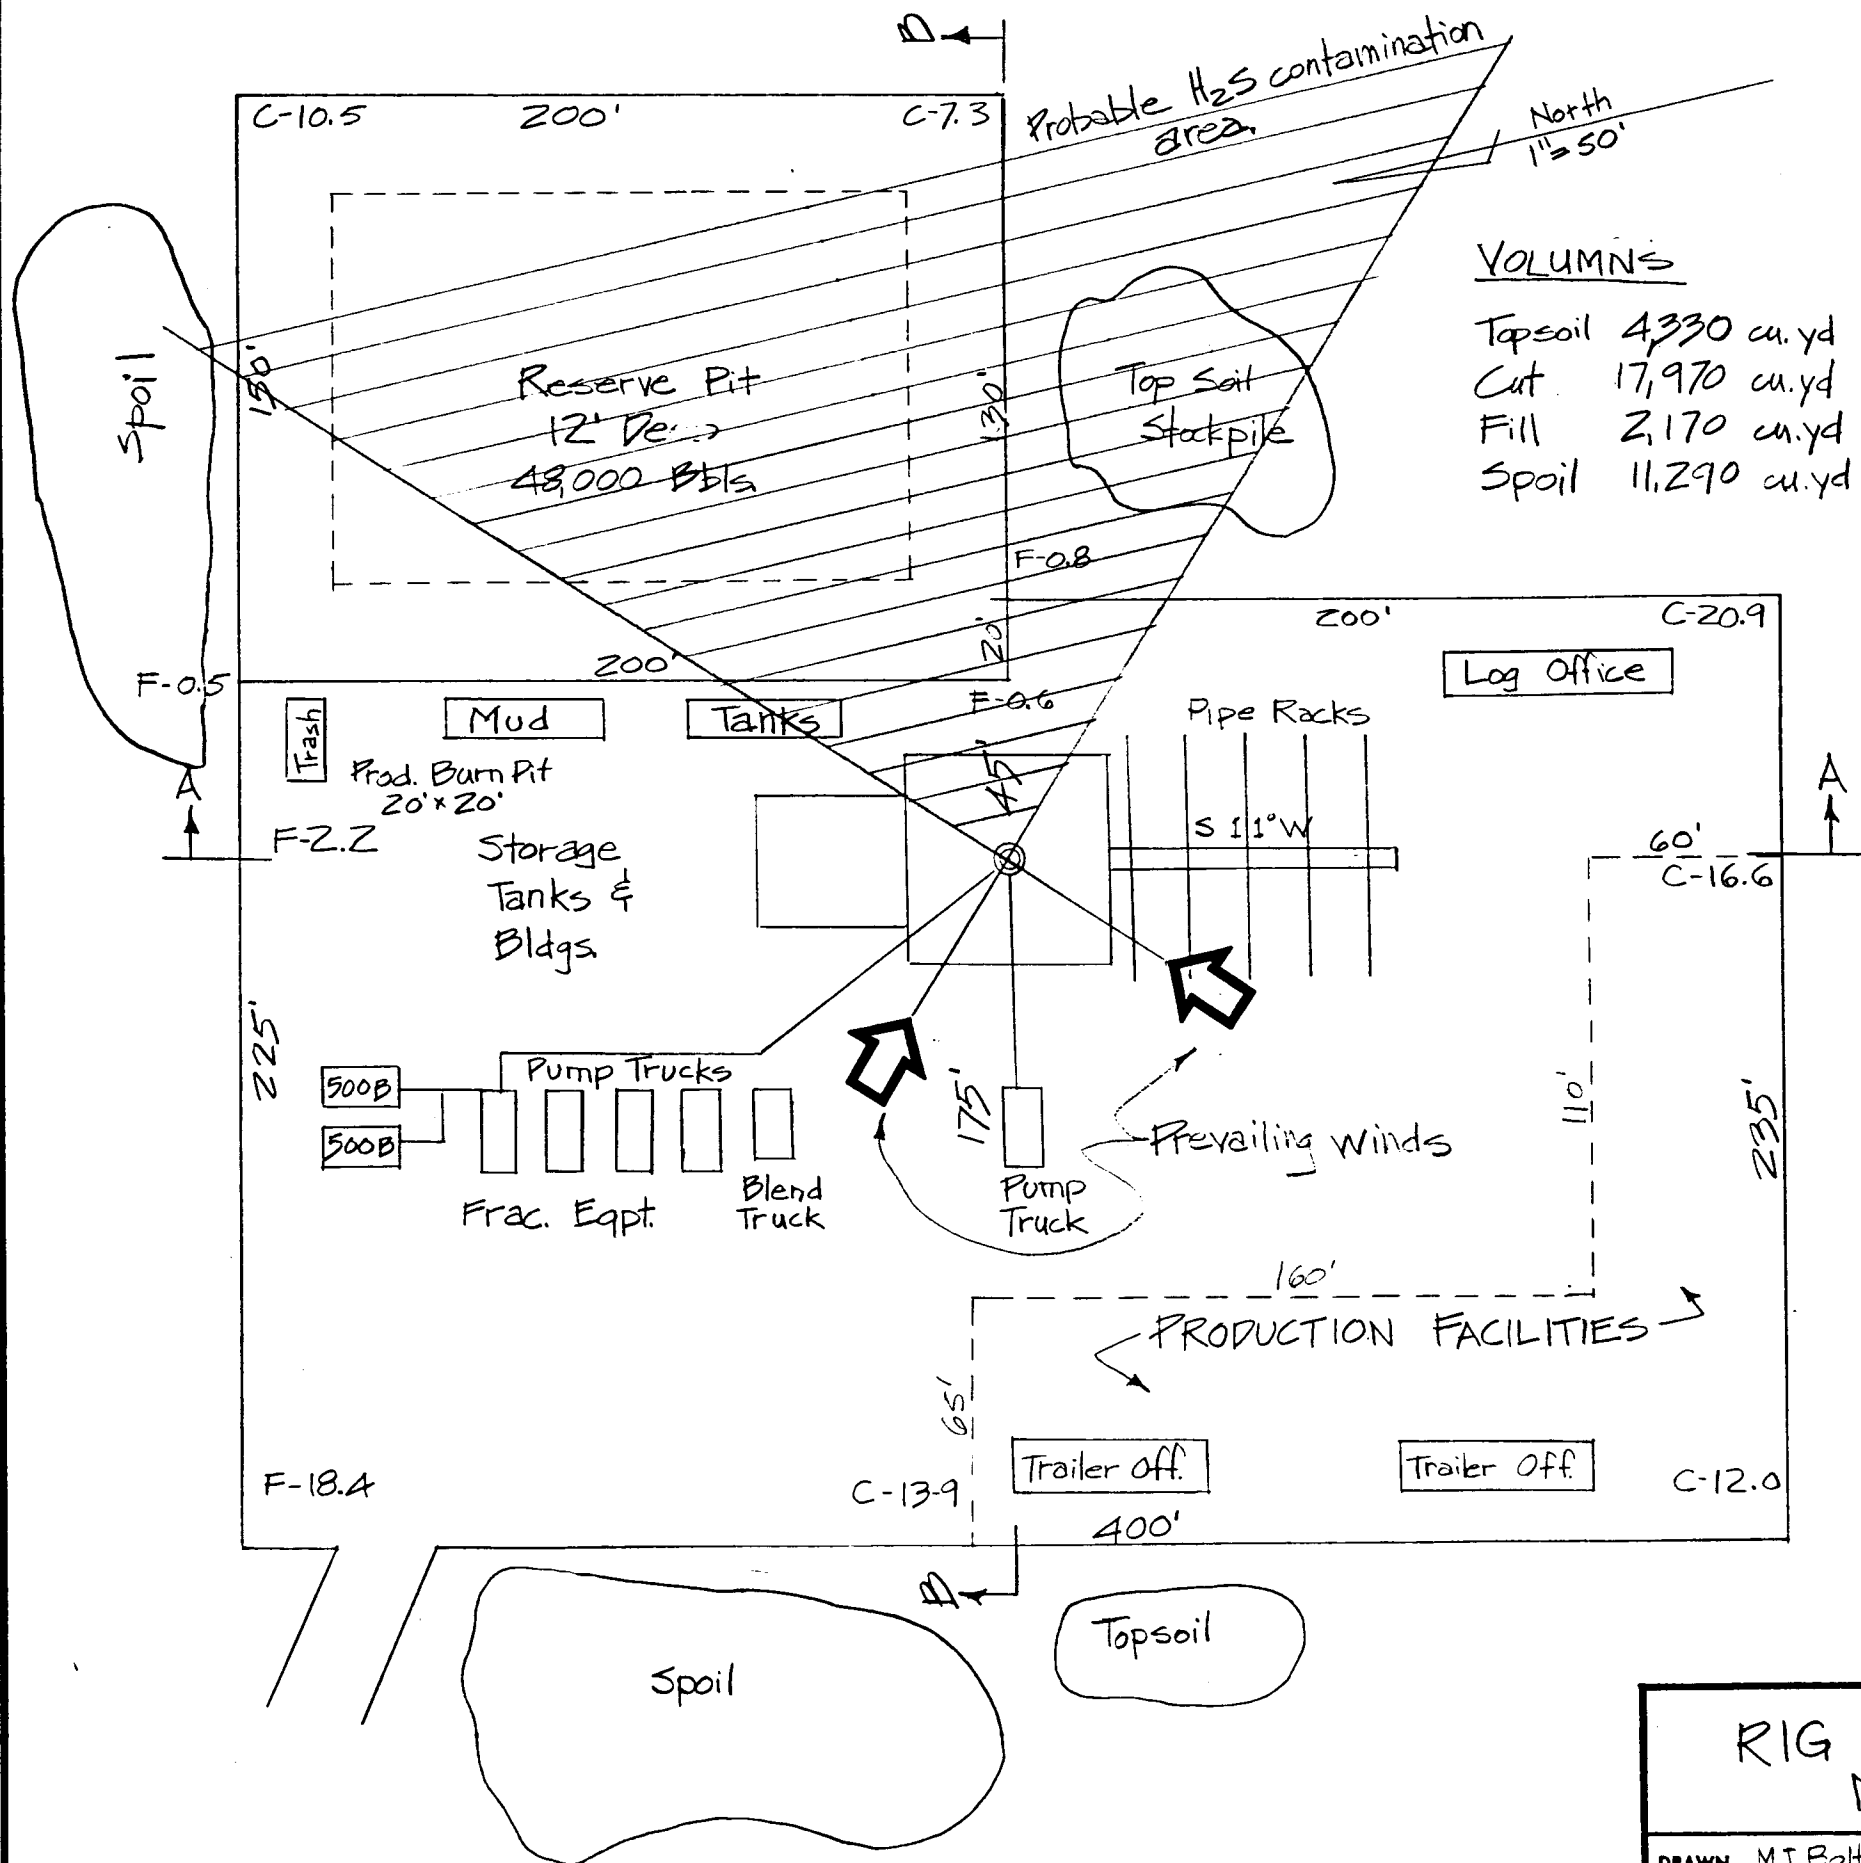 B
C-10.5 200' C-7.3
Probable H₂S contamination
area.
North
1"=50'
VOLUMNS
Topsoil 4,330 cu.yd
Cut 17,970 cu.yd
Fill 2,170 cu.yd
Spoil 11,290 cu.yd
Spoil
150'
Reserve Pit
12'
48,000 Bbls.
130'
Top Soil
Stockpile
F-0.8
20'
200'
C-20.9
Log Office
F-0.5
200'
F-0.6
Trash
Mud
Tanks
Pipe Racks
Prod. Burn Pit
20' x 20'
45'
A
A
F-2.2
S 11°W
60'
C-16.6
Storage
Tanks &
Bldgs.
225'
500B
500B
Pump Trucks
175'
Prevailing winds
110'
235'
Frac. Eqpt.
Blend
Truck
Pump
Truck
160'
PRODUCTION FACILITIES
65'
Trailer Off.
Trailer Off.
F-18.4
C-13-9
C-12.0
400'
B
Topsoil
Spoil
RIG
DRAWN M.J.